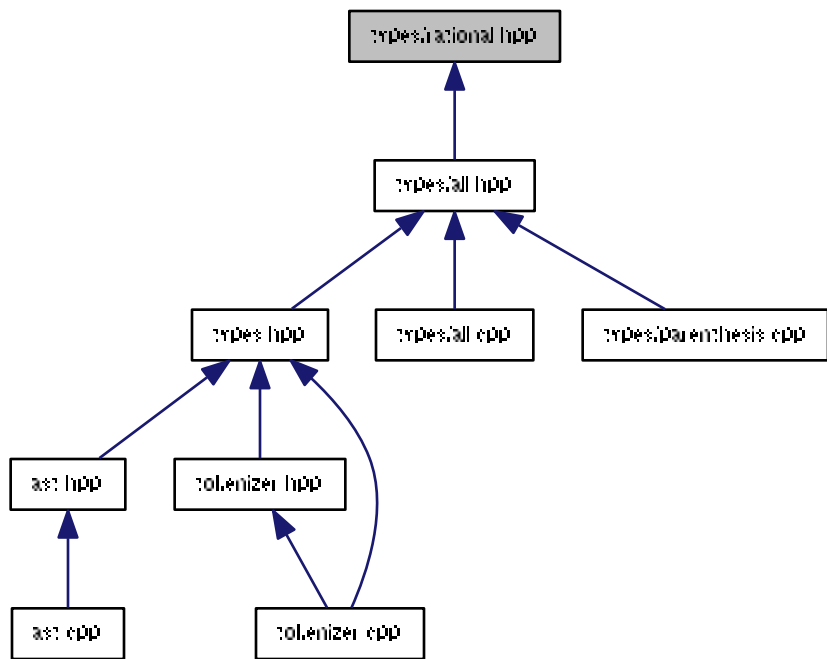 types/rational.hpp
types/all.hpp
types.hpp
types/all.cpp
types/parenthesis.cpp
ast.hpp
tokenizer.hpp
ast.cpp
tokenizer.cpp